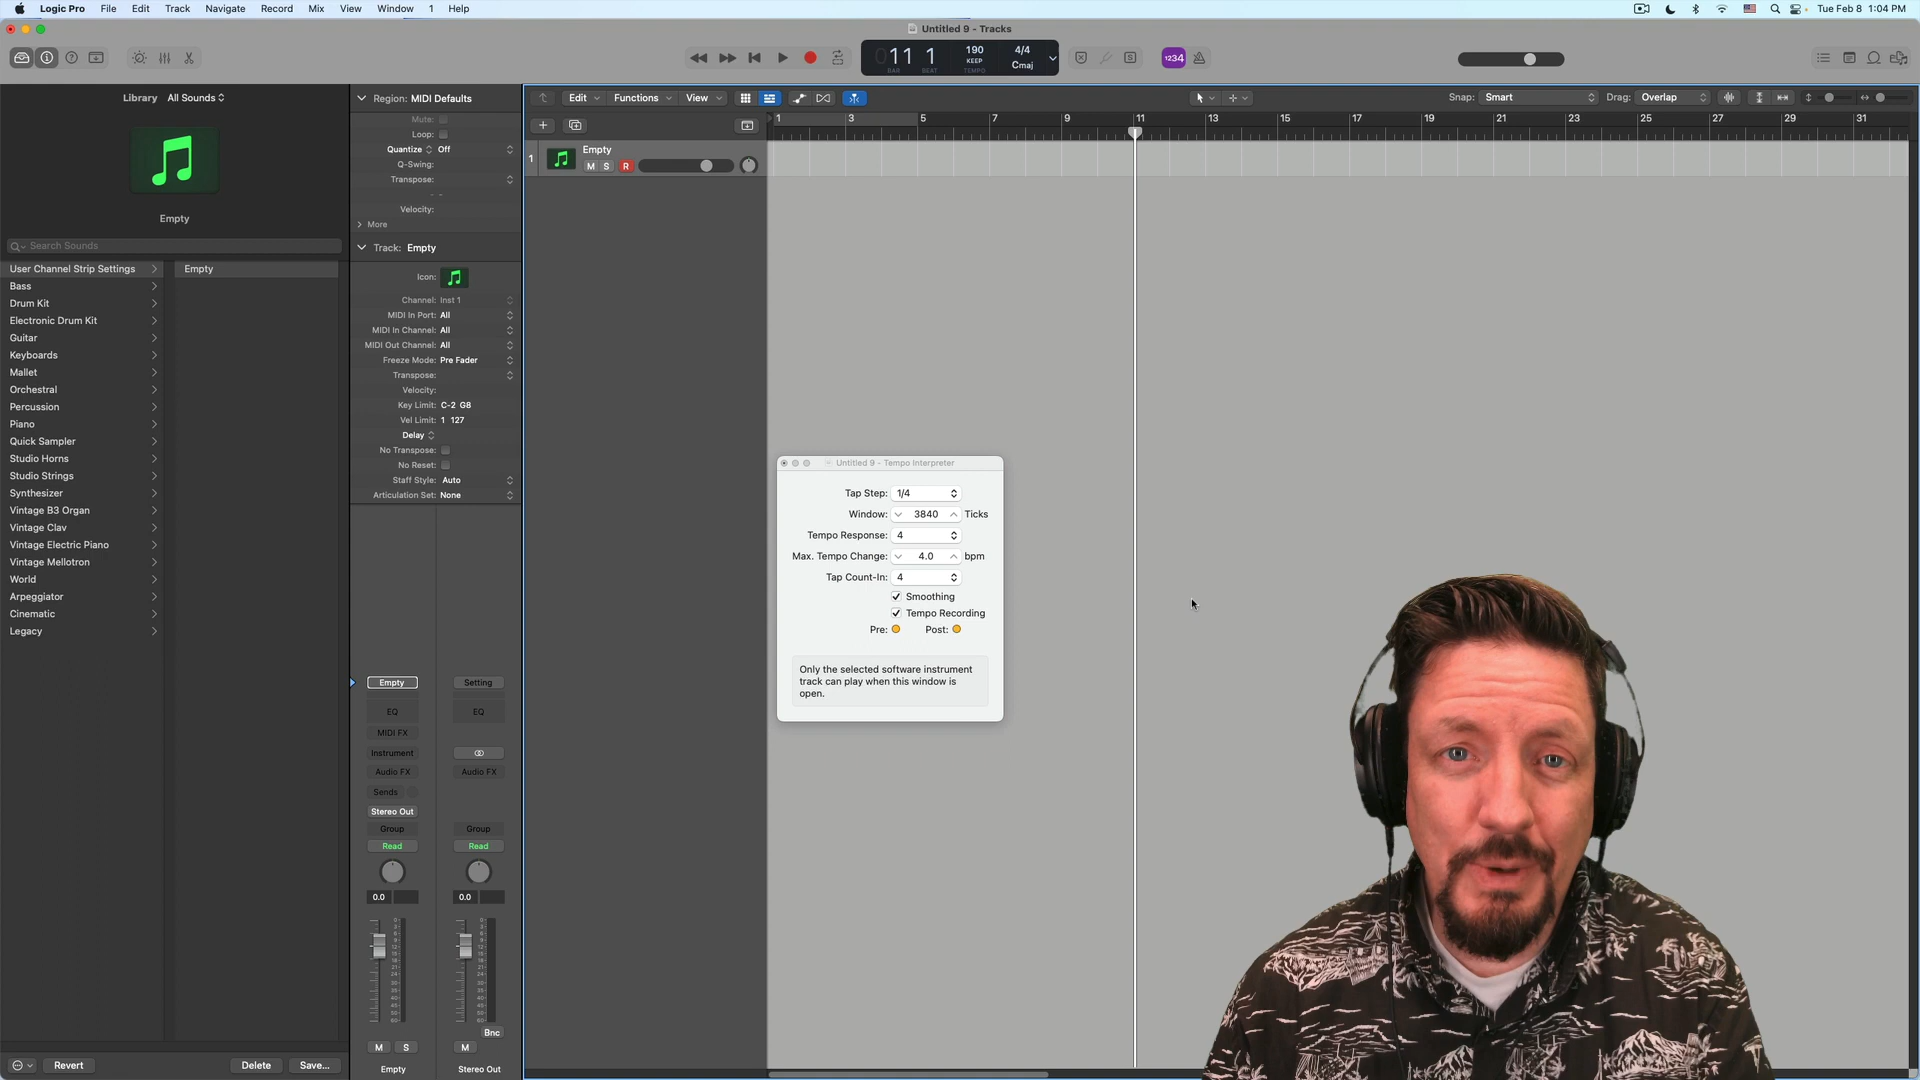 Logic Pro File Edit Track Navigate Record Mix View Window 1 Help
Tue Feb 8 1:04 PM
Untitled 9 - Tracks
11 1
BAR BEAT
190
KEEP
TEMPO
4/4
Cmaj
1234
Library All Sounds
Empty
Search Sounds
User Channel Strip Settings
Bass
Drum Kit
Electronic Drum Kit
Guitar
Keyboards
Mallet
Orchestral
Percussion
Piano
Quick Sampler
Studio Horns
Studio Strings
Synthesizer
Vintage B3 Organ
Vintage Clav
Vintage Electric Piano
Vintage Mellotron
World
Arpeggiator
Cinematic
Legacy
Empty
Revert Delete Save...
Region: MIDI Defaults
Mute:
Loop:
Quantize Off
Q-Swing:
Transpose:
Velocity:
More
Track: Empty
Icon:
Channel: Inst 1
MIDI In Port: All
MIDI In Channel: All
MIDI Out Channel: All
Freeze Mode: Pre Fader
Transpose:
Velocity:
Key Limit: C-2 G8
Vel Limit: 1 127
Delay
No Transpose:
No Reset:
Staff Style: Auto
Articulation Set: None
Empty Setting
EQ EQ
MIDI FX
Instrument
Audio FX Audio FX
Sends
Stereo Out
Group Group
Read Read
0.0 0.0
Bnc
M S M
Empty Stereo Out
Edit Functions View
Snap: Smart Drag: Overlap
1 3 5 7 9 11 13 15 17 19 21 23 25 27 29 31
1 Empty
M S R
Untitled 9 - Tempo Interpreter
Tap Step: 1/4
Window: 3840 Ticks
Tempo Response: 4
Max. Tempo Change: 4.0 bpm
Tap Count-In: 4
Smoothing
Tempo Recording
Pre: Post:
Only the selected software instrument
track can play when this window is
open.